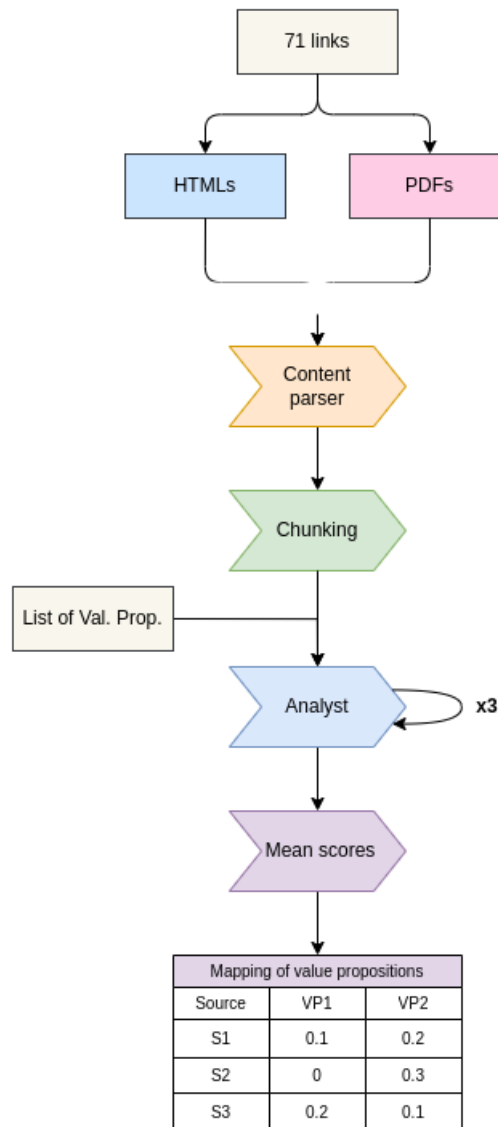 71 links
HTMLs
PDFs
Content
parser
Chunking
List of Val. Prop.
Analyst
x3
Mean scores
Mapping of value propositions
Source VP1 VP2
S1 0.1 0.2
S2 0 0.3
S3 0.2 0.1